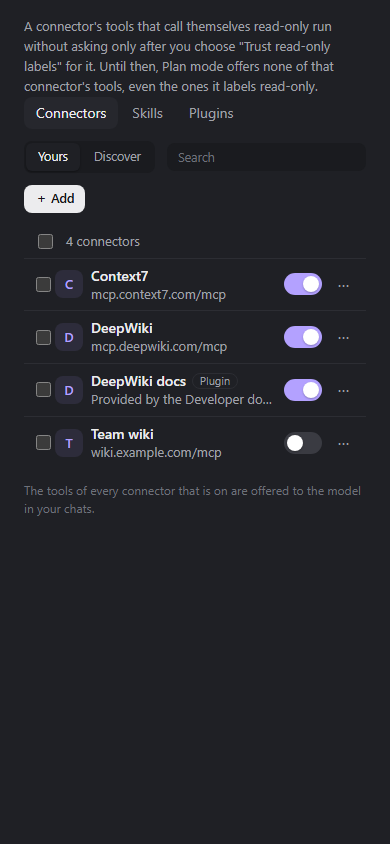 A connector's tools that call themselves read-only run
without asking only after you choose "Trust read-only
labels" for it. Until then, Plan mode offers none of that
connector's tools, even the ones it labels read-only.
Connectors Skills Plugins
Yours Discover Search
+ Add
4 connectors
C Context7
mcp.context7.com/mcp
D DeepWiki
mcp.deepwiki.com/mcp
D DeepWiki docs Plugin
Provided by the Developer do...
T Team wiki
wiki.example.com/mcp
The tools of every connector that is on are offered to the model
in your chats.